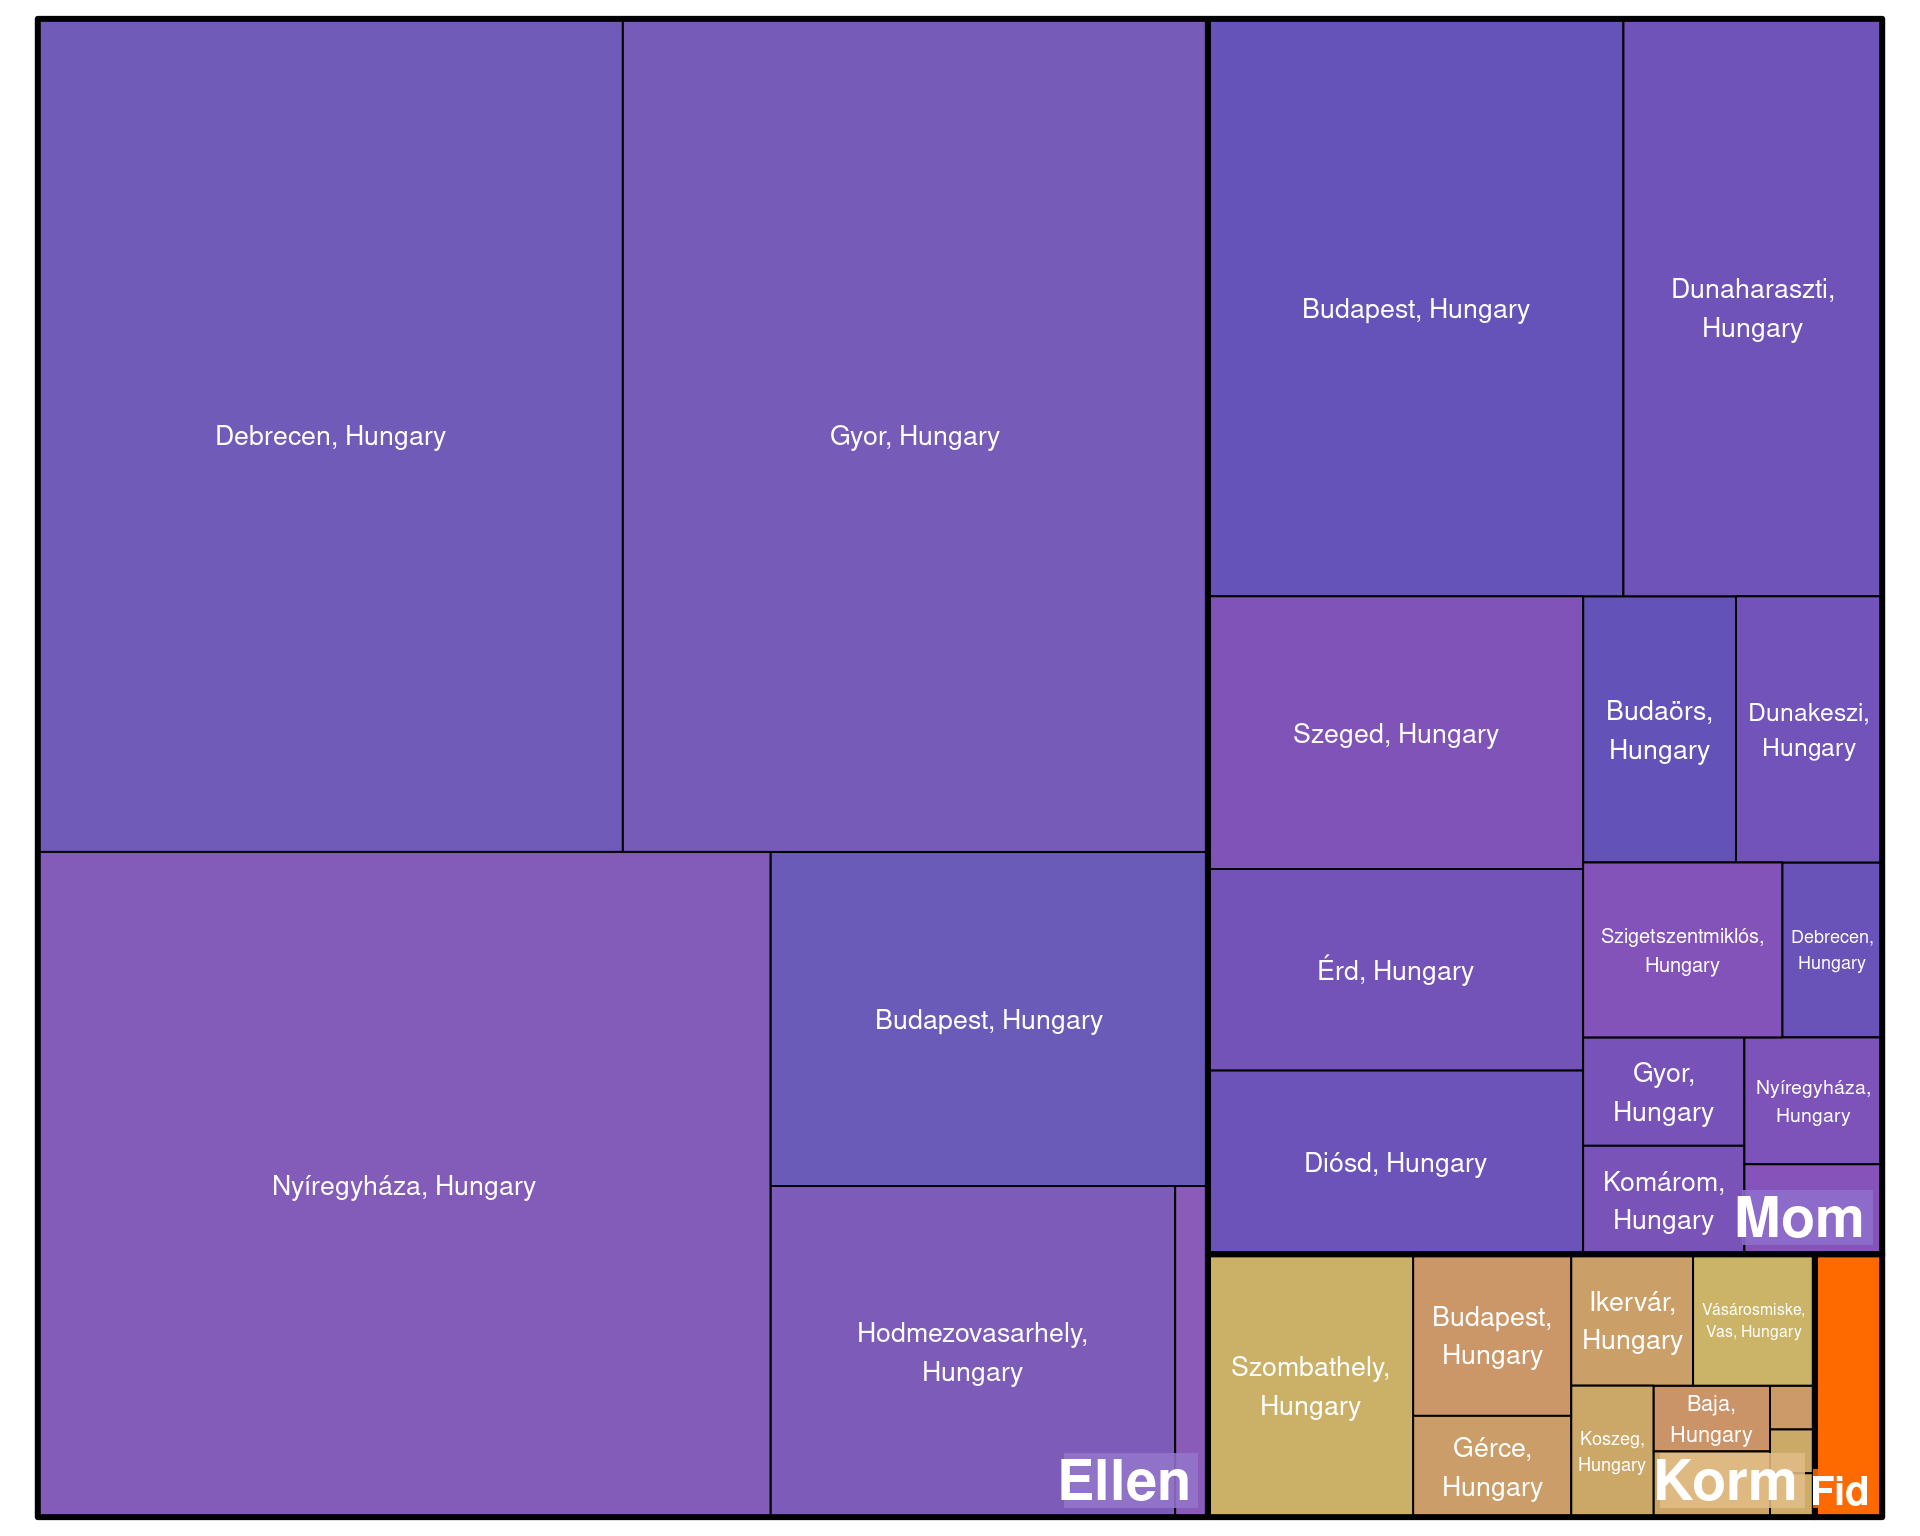 Debrecen, Hungary
Gyor, Hungary
Nyíregyháza, Hungary
Budapest, Hungary
Hodmezovasarhely,
Hungary
Ellen
Budapest, Hungary
Dunaharaszti,
Hungary
Szeged, Hungary
Budaörs,
Hungary
Dunakeszi,
Hungary
Érd, Hungary
Szigetszentmiklós,
Hungary
Debrecen,
Hungary
Diósd, Hungary
Gyor,
Hungary
Nyíregyháza,
Hungary
Komárom,
Hungary
Mom
Szombathely,
Hungary
Budapest,
Hungary
Gérce,
Hungary
Ikervár,
Hungary
Vásárosmiske,
Vas, Hungary
Koszeg,
Hungary
Baja,
Hungary
Korm
Fid